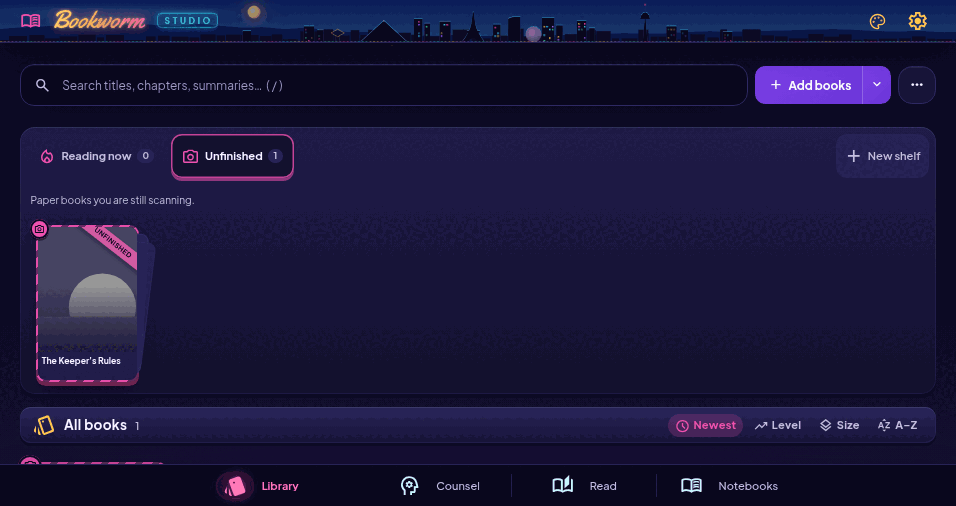 Bookworm STUDIO
Search titles, chapters, summaries... ( / )
+ Add books
Reading now 0
Unfinished 1
+ New shelf
Paper books you are still scanning.
UNFINISHED
The Keeper's Rules
All books 1
Newest
Level
Size
A–Z
Library
Counsel
Read
Notebooks